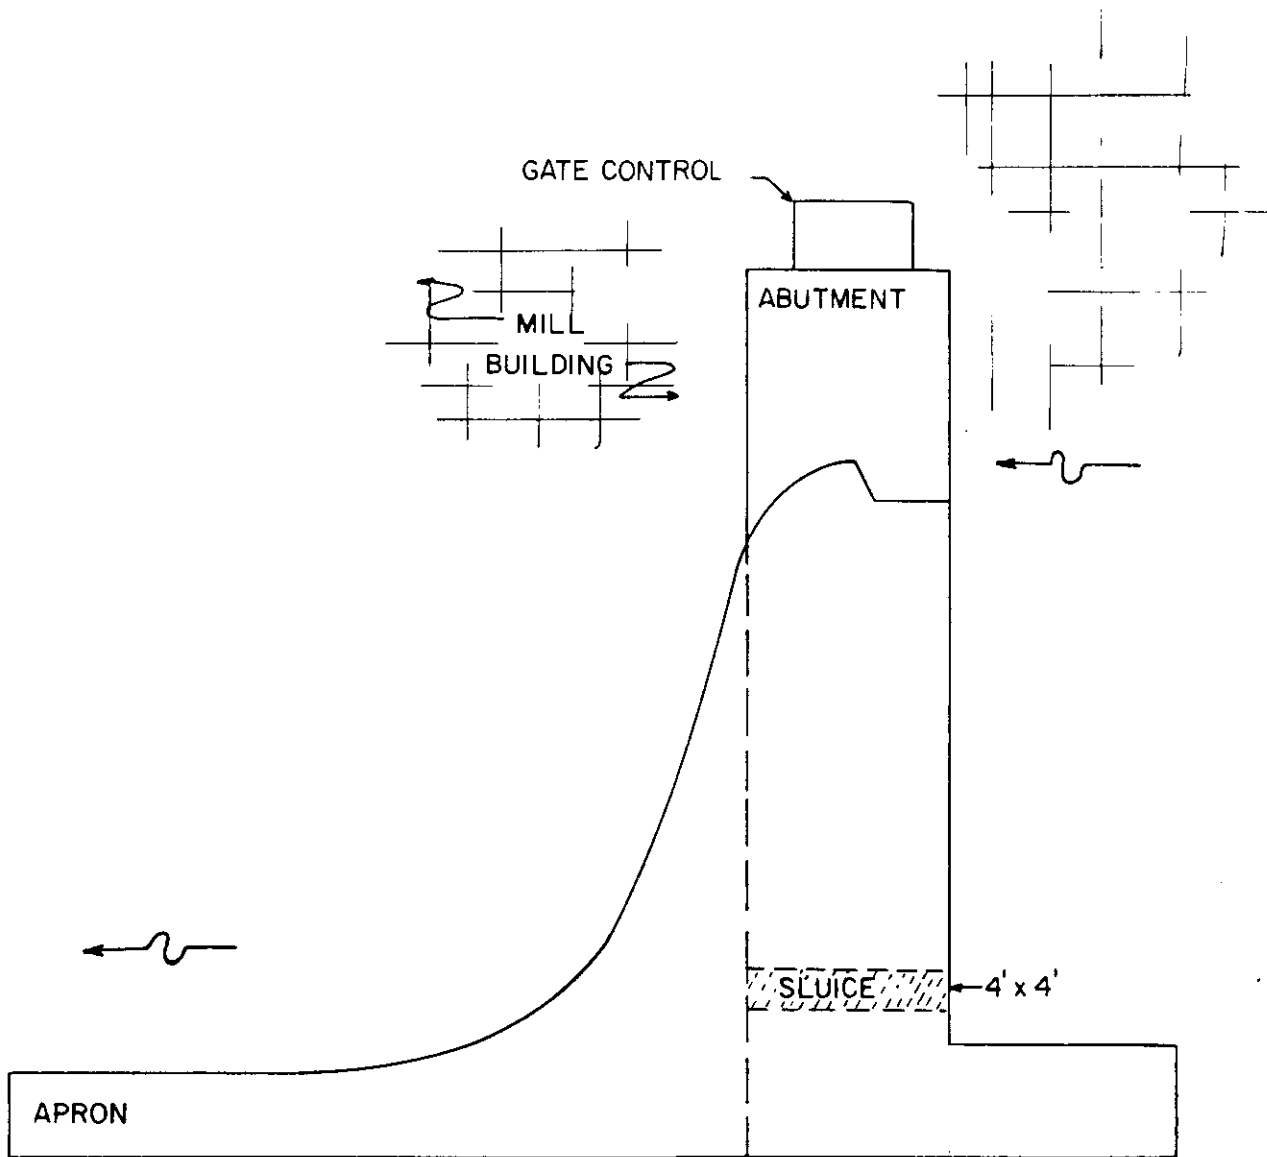 GATE CONTROL
ABUTMENT
MILL
BUILDING
SLUICE
4' x 4'
APRON